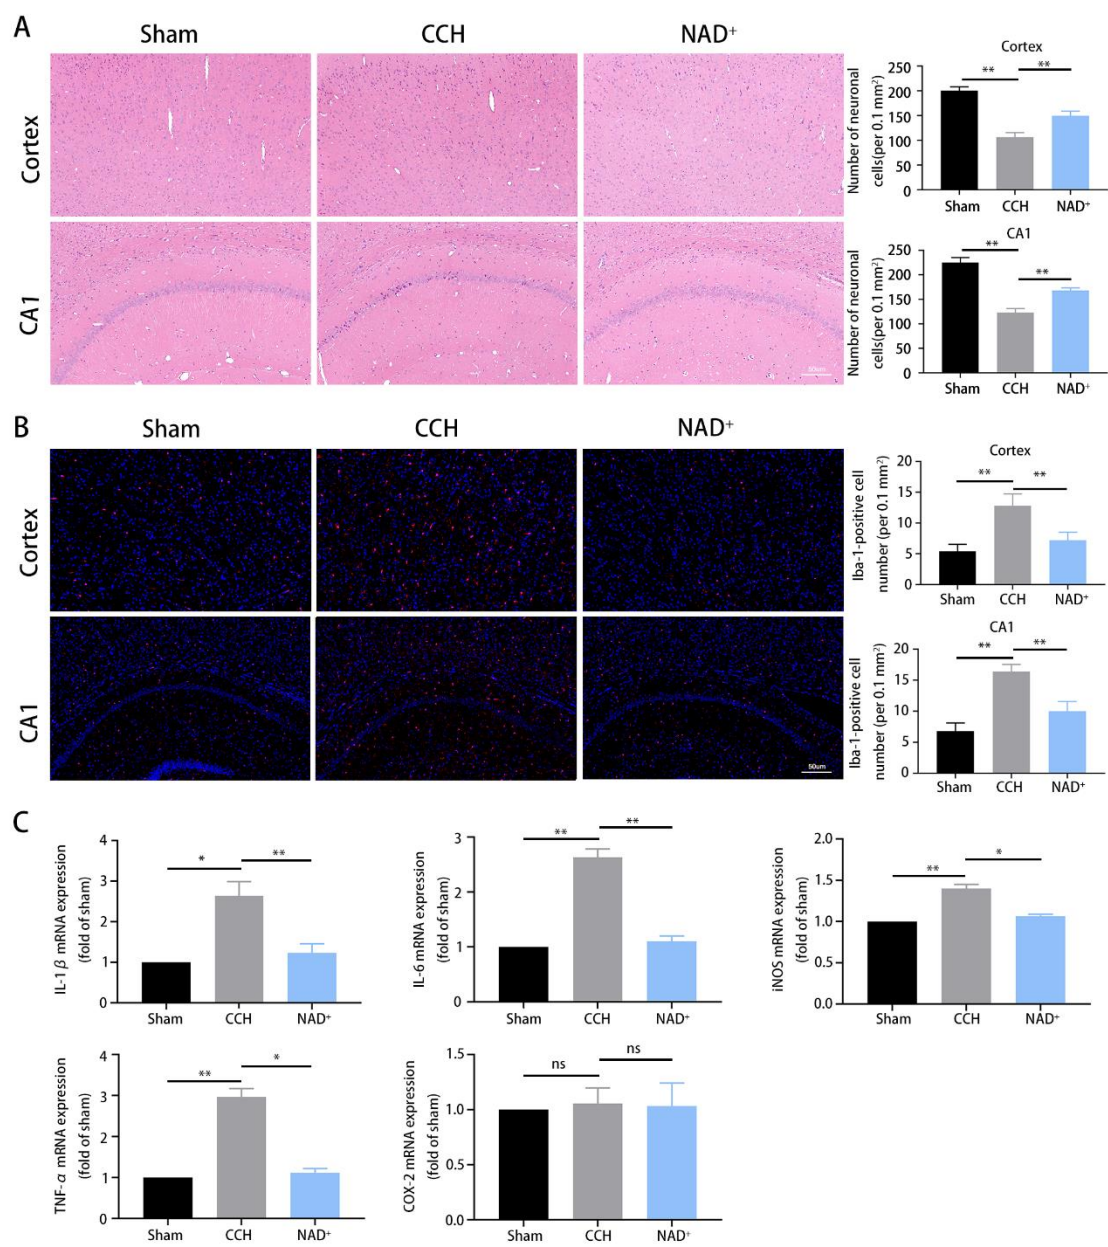 A
Sham
CCH
NAD⁺
Cortex
CA1
Cortex
Number of neuronal
cells(per 0.1 mm²)
250
200
150
100
50
0
**
**
Sham
CCH
NAD⁺
CA1
Number of neuronal
cells(per 0.1 mm²)
250
200
150
100
50
0
**
**
Sham
CCH
NAD⁺
B
Sham
CCH
NAD⁺
Cortex
CA1
50um
Cortex
Iba-1-positive cell
number (per 0.1 mm²)
20
15
10
5
0
**
**
Sham
CCH
NAD⁺
CA1
Iba-1-positive cell
number (per 0.1 mm²)
20
15
10
5
0
**
**
Sham
CCH
NAD⁺
C
IL-1β mRNA expression
(fold of sham)
4
3
2
1
0
*
**
Sham
CCH
NAD⁺
IL-6 mRNA expression
(fold of sham)
3
2
1
0
**
**
Sham
CCH
NAD⁺
iNOS mRNA expression
(fold of sham)
2.0
1.5
1.0
0.5
0.0
**
*
Sham
CCH
NAD⁺
TNF-α mRNA expression
(fold of sham)
4
3
2
1
0
**
*
Sham
CCH
NAD⁺
COX-2 mRNA expression
(fold of sham)
1.5
1.0
0.5
0.0
ns
ns
Sham
CCH
NAD⁺